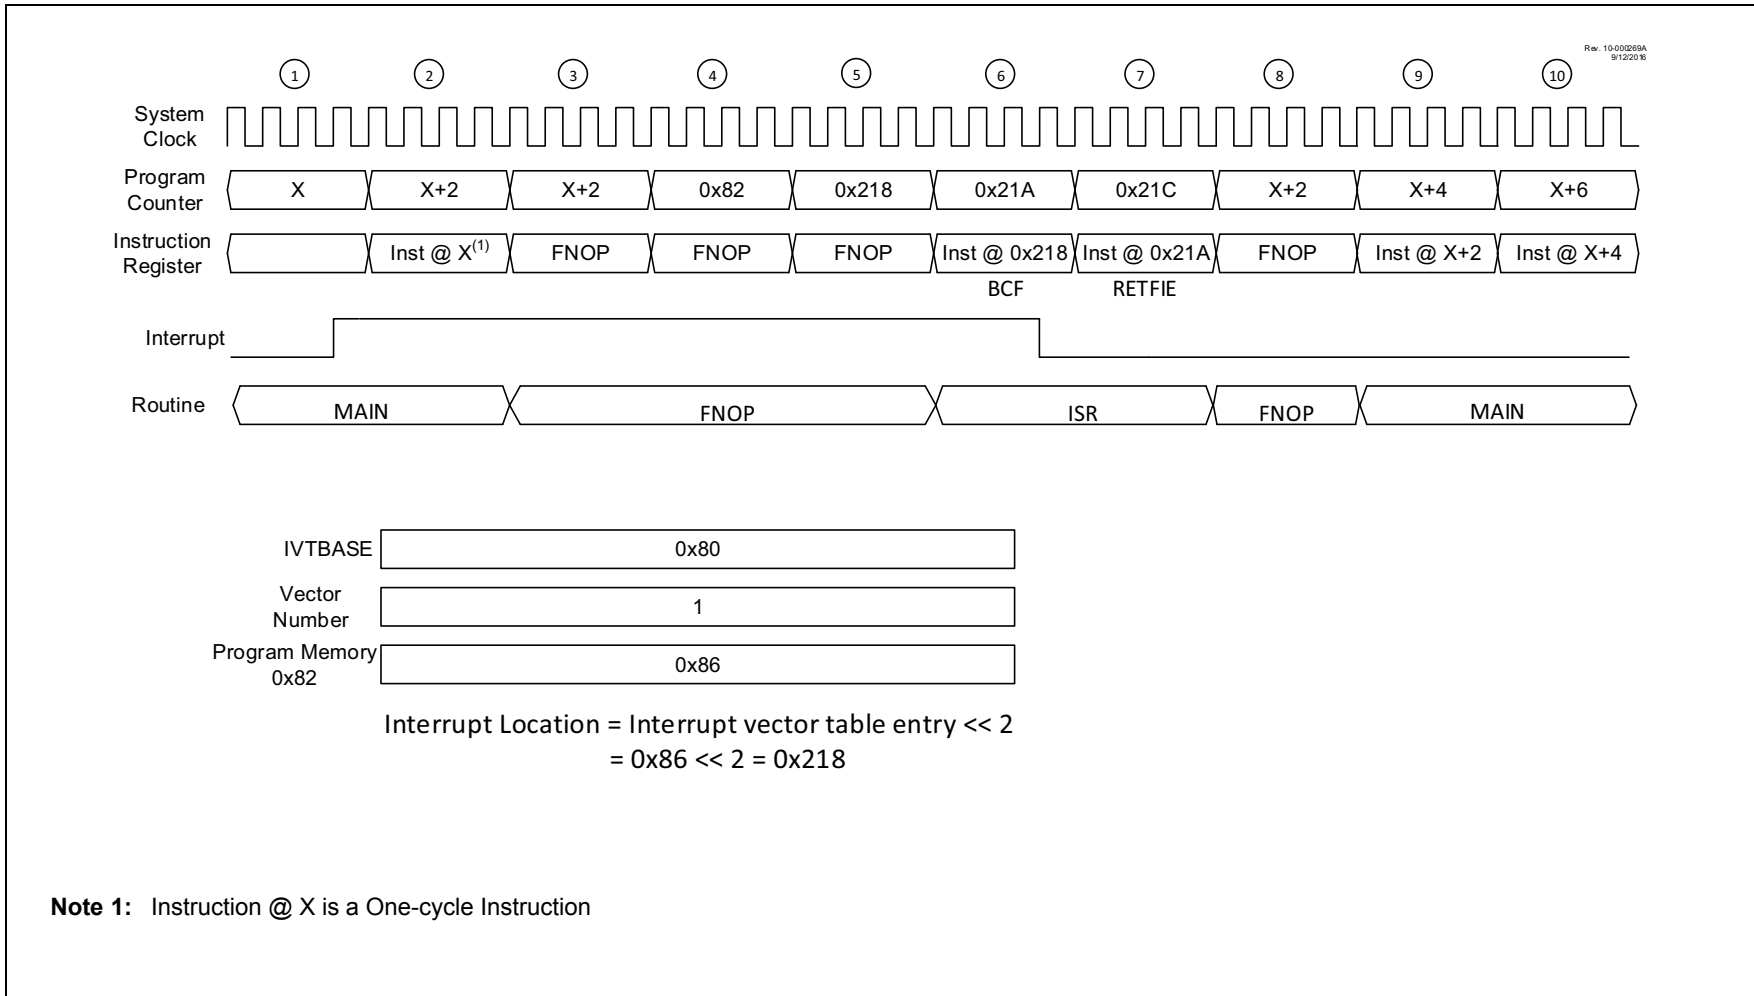 Rev. 10-000269A
9/12/2016
1 2 3 4 5 6 7 8 9 10
System
Clock
Program
Counter
X X+2 X+2 0x82 0x218 0x21A 0x21C X+2 X+4 X+6
Instruction
Register
Inst @ X(1) FNOP FNOP FNOP Inst @ 0x218 Inst @ 0x21A FNOP Inst @ X+2 Inst @ X+4
BCF RETFIE
Interrupt
Routine MAIN FNOP ISR FNOP MAIN
IVTBASE 0x80
Vector
Number
1
Program Memory
0x82
0x86
Interrupt Location = Interrupt vector table entry << 2
= 0x86 << 2 = 0x218
Note 1: Instruction @ X is a One-cycle Instruction